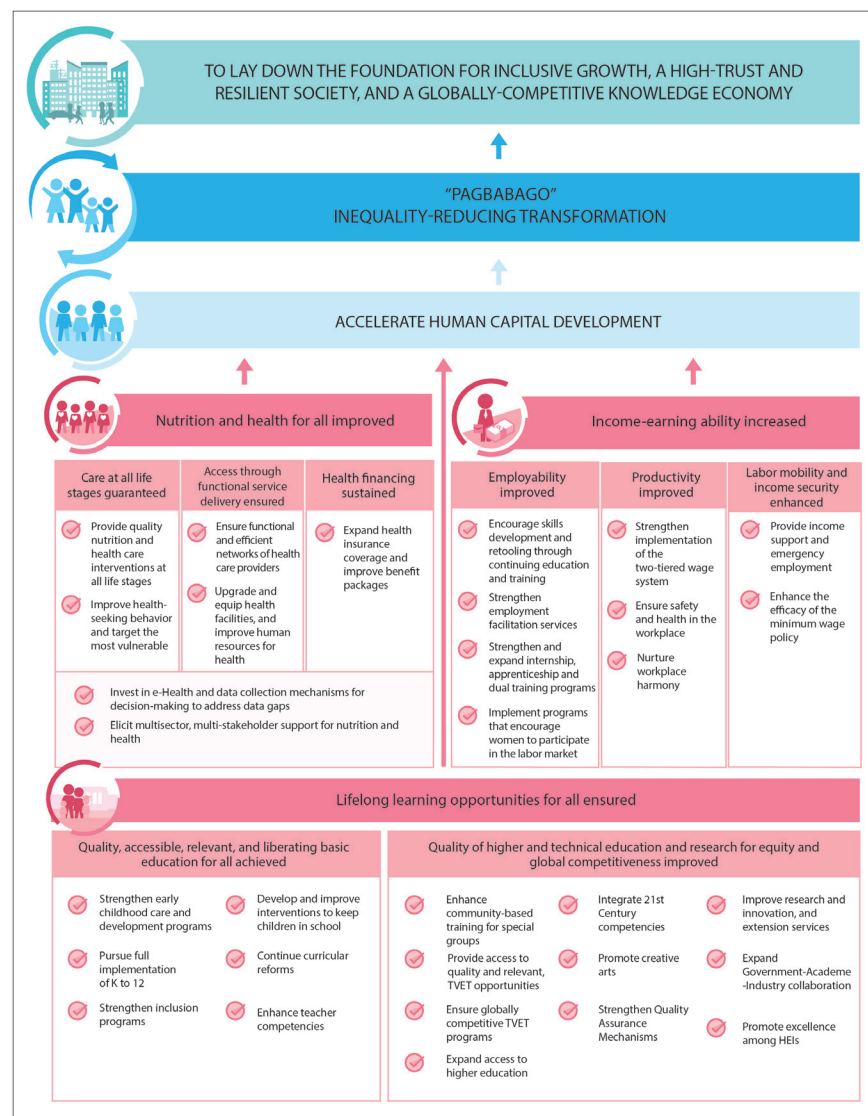 TO LAY DOWN THE FOUNDATION FOR INCLUSIVE GROWTH, A HIGH-TRUST AND
RESILIENT SOCIETY, AND A GLOBALLY-COMPETITIVE KNOWLEDGE ECONOMY
"PAGBABAGO"
INEQUALITY-REDUCING TRANSFORMATION
ACCELERATE HUMAN CAPITAL DEVELOPMENT
Nutrition and health for all improved
Care at all life
stages guaranteed
Provide quality
nutrition and
health care
interventions at
all life stages
Improve health-
seeking behavior
and target the
most vulnerable
Access through
functional service
delivery ensured
Ensure functional
and efficient
networks of health
care providers
Upgrade and
equip health
facilities, and
improve human
resources for
health
Health financing
sustained
Expand health
insurance
coverage and
improve benefit
packages
Invest in e-Health and data collection mechanisms for
decision-making to address data gaps
Elicit multisector, multi-stakeholder support for nutrition and
health
Income-earning ability increased
Employability
improved
Encourage skills
development and
retooling through
continuing education
and training
Strengthen
employment
facilitation services
Strengthen and
expand internship,
apprenticeship and
dual training programs
Implement programs
that encourage
women to participate
in the labor market
Productivity
improved
Strengthen
implementation
of the
two-tiered wage
system
Ensure safety
and health in the
workplace
Nurture
workplace
harmony
Labor mobility and
income security
enhanced
Provide income
support and
emergency
employment
Enhance the
efficacy of the
minimum wage
policy
Lifelong learning opportunities for all ensured
Quality, accessible, relevant, and liberating basic
education for all achieved
Strengthen early
childhood care and
development programs
Pursue full
implementation
of K to 12
Strengthen inclusion
programs
Develop and improve
interventions to keep
children in school
Continue curricular
reforms
Enhance teacher
competencies
Quality of higher and technical education and research for equity and
global competitiveness improved
Enhance
community-based
training for special
groups
Provide access to
quality and relevant,
TVET opportunities
Ensure globally
competitive TVET
programs
Expand access to
higher education
Integrate 21st
Century
competencies
Promote creative
arts
Strengthen Quality
Assurance
Mechanisms
Improve research and
innovation, and
extension services
Expand
Government-Academe
-Industry collaboration
Promote excellence
among HEIs